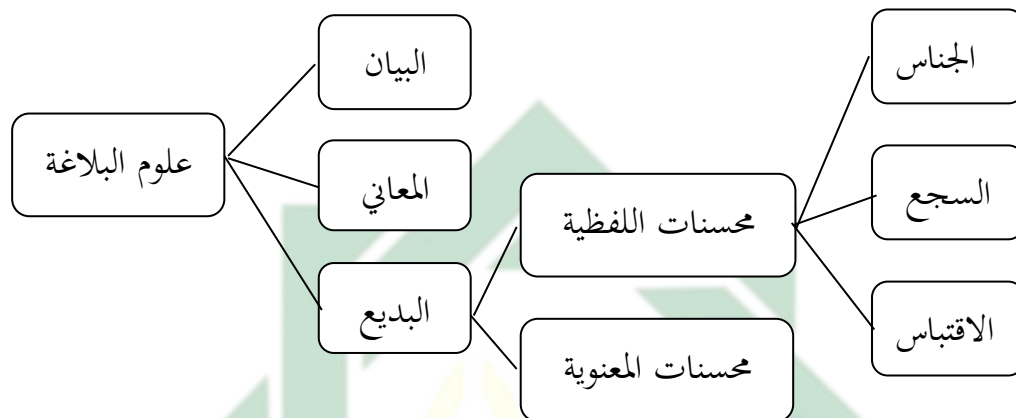 علوم البلاغة
البيان
المعاني
البديع
محسنات اللفظية
محسنات المعنوية
الجناس
السجع
الاقتباس